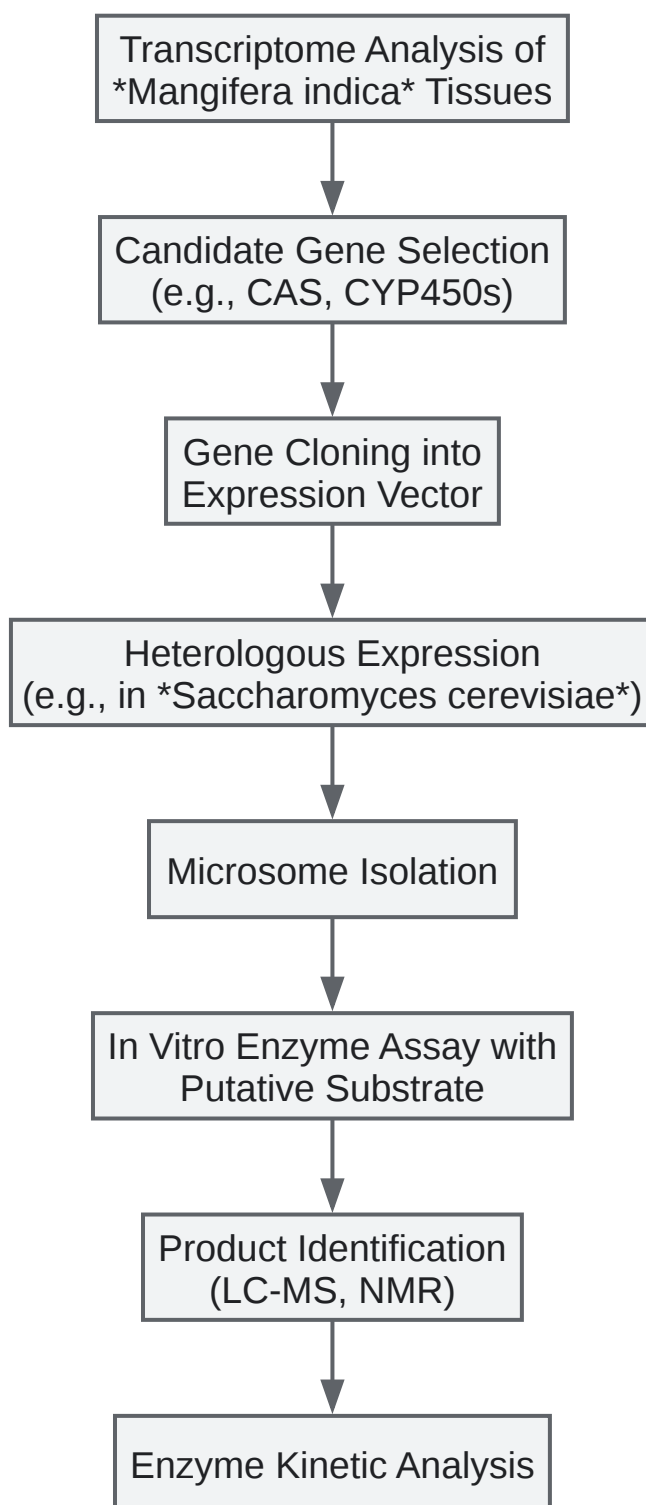 Transcriptome Analysis of
*Mangifera indica* Tissues
Candidate Gene Selection
(e.g., CAS, CYP450s)
Gene Cloning into
Expression Vector
Heterologous Expression
(e.g., in *Saccharomyces cerevisiae*)
Microsome Isolation
In Vitro Enzyme Assay with
Putative Substrate
Product Identification
(LC-MS, NMR)
Enzyme Kinetic Analysis